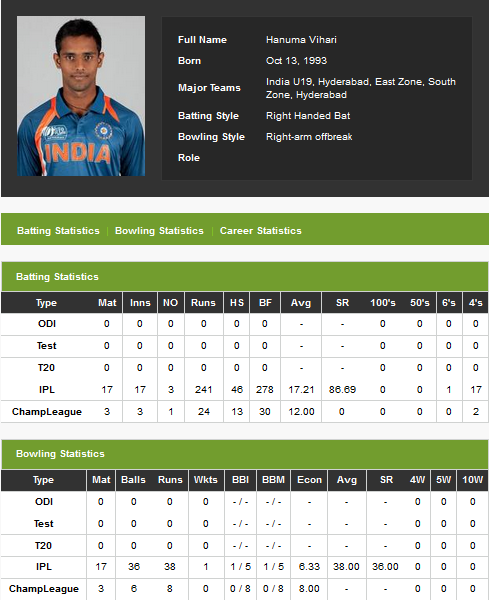 INDIA
Full Name Hanuma Vihari
Born Oct 13, 1993
Major Teams India U19, Hyderabad, East Zone, South
Zone, Hyderabad
Batting Style Right Handed Bat
Bowling Style Right-arm offbreak
Role
Batting Statistics | Bowling Statistics | Career Statistics
Batting Statistics
Type Mat Inns NO Runs HS BF Avg SR 100's 50's 6's 4's
ODI 0 0 0 0 0 0 - - 0 0 0 0
Test 0 0 0 0 0 0 - - 0 0 0 0
T20 0 0 0 0 0 0 - - 0 0 0 0
IPL 17 17 3 241 46 278 17.21 86.69 0 0 1 17
ChampLeague 3 3 1 24 13 30 12.00 0 0 0 0 2
Bowling Statistics
Type Mat Balls Runs Wkts BBI BBM Econ Avg SR 4W 5W 10W
ODI 0 0 0 0 - / - - / - - - - 0 0 0
Test 0 0 0 0 - / - - / - - - - 0 0 0
T20 0 0 0 0 - / - - / - - - - 0 0 0
IPL 17 36 38 1 1 / 5 1 / 5 6.33 38.00 36.00 0 0 0
ChampLeague 3 6 8 0 0 / 8 0 / 8 8.00 - - 0 0 0